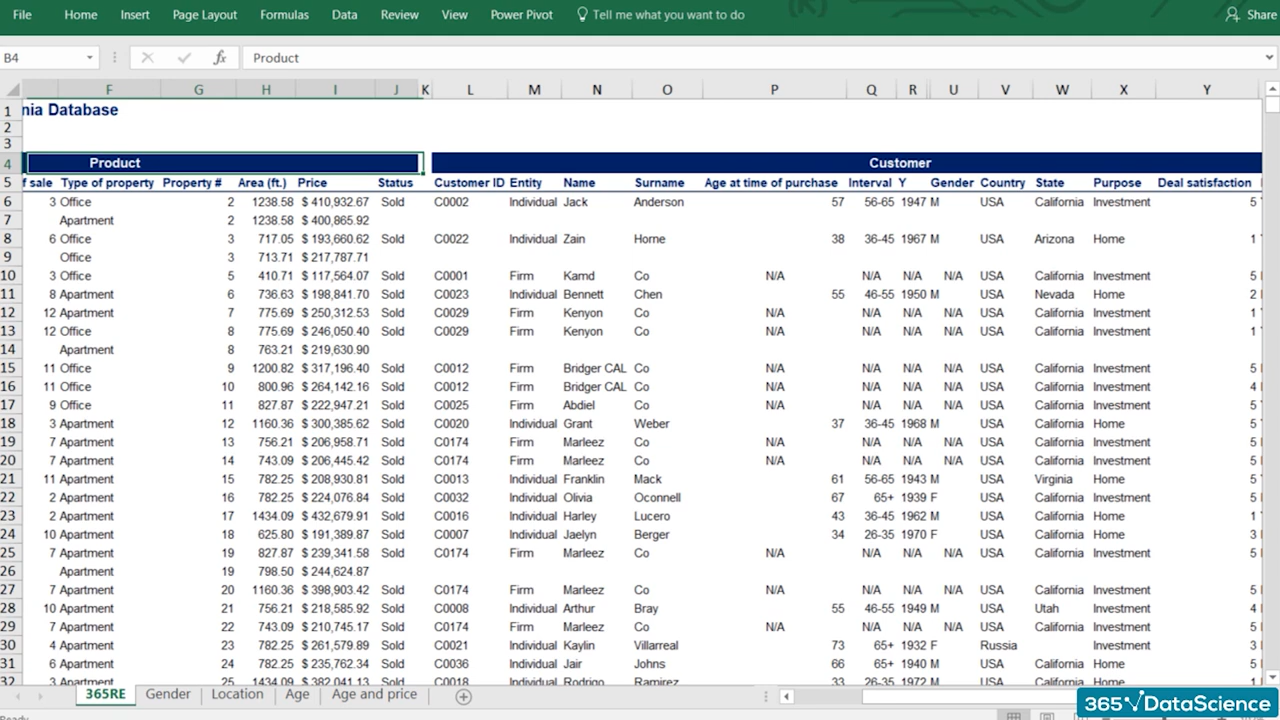 File Home Insert Page Layout Formulas Data Review View Power Pivot Tell me what you want to do Share
B4 fx Product
F G H I J K L M N O P Q R U V W X Y
1 nia Database
2
3
4 Product Customer
5 f sale Type of property Property # Area (ft.) Price Status Customer ID Entity Name Surname Age at time of purchase Interval Y Gender Country State Purpose Deal satisfaction
6 3 Office 2 1238.58 $ 410,932.67 Sold C0002 Individual Jack Anderson 57 56-65 1947 M USA California Investment 5
7 Apartment 2 1238.58 $ 400,865.92
8 6 Office 3 717.05 $ 193,660.62 Sold C0022 Individual Zain Horne 38 36-45 1967 M USA Arizona Home 1
9 Office 3 713.71 $ 217,787.71
10 3 Office 5 410.71 $ 117,564.07 Sold C0001 Firm Kamd Co N/A N/A N/A N/A USA California Investment 5
11 8 Apartment 6 736.63 $ 198,841.70 Sold C0023 Individual Bennett Chen 55 46-55 1950 M USA Nevada Home 2
12 12 Apartment 7 775.69 $ 250,312.53 Sold C0029 Firm Kenyon Co N/A N/A N/A N/A USA California Investment 1
13 12 Office 8 775.69 $ 246,050.40 Sold C0029 Firm Kenyon Co N/A N/A N/A N/A USA California Investment 1
14 Apartment 8 763.21 $ 219,630.90
15 11 Office 9 1200.82 $ 317,196.40 Sold C0012 Firm Bridger CAL Co N/A N/A N/A N/A USA California Investment 5
16 11 Office 10 800.96 $ 264,142.16 Sold C0012 Firm Bridger CAL Co N/A N/A N/A N/A USA California Investment 4
17 9 Office 11 827.87 $ 222,947.21 Sold C0025 Firm Abdiel Co N/A N/A N/A N/A USA California Investment 5
18 3 Apartment 12 1160.36 $ 300,385.62 Sold C0020 Individual Grant Weber 37 36-45 1968 M USA California Investment 5
19 7 Apartment 13 756.21 $ 206,958.71 Sold C0174 Firm Marleez Co N/A N/A N/A N/A USA California Investment 5
20 7 Apartment 14 743.09 $ 206,445.42 Sold C0174 Firm Marleez Co N/A N/A N/A N/A USA California Investment 5
21 11 Apartment 15 782.25 $ 208,930.81 Sold C0013 Individual Franklin Mack 61 56-65 1943 M USA Virginia Home 5
22 2 Apartment 16 782.25 $ 224,076.84 Sold C0032 Individual Olivia Oconnell 67 65+ 1939 F USA California Investment 5
23 2 Apartment 17 1434.09 $ 432,679.91 Sold C0016 Individual Harley Lucero 43 36-45 1962 M USA California Home 1
24 10 Apartment 18 625.80 $ 191,389.87 Sold C0007 Individual Jaelyn Berger 34 26-35 1970 F USA California Home 3
25 7 Apartment 19 827.87 $ 239,341.58 Sold C0174 Firm Marleez Co N/A N/A N/A N/A USA California Investment 5
26 Apartment 19 798.50 $ 244,624.87
27 7 Apartment 20 1160.36 $ 398,903.42 Sold C0174 Firm Marleez Co N/A N/A N/A N/A USA California Investment 5
28 10 Apartment 21 756.21 $ 218,585.92 Sold C0008 Individual Arthur Bray 55 46-55 1949 M USA Utah Investment 4
29 7 Apartment 22 743.09 $ 210,745.17 Sold C0174 Firm Marleez Co N/A N/A N/A N/A USA California Investment 5
30 4 Apartment 23 782.25 $ 261,579.89 Sold C0021 Individual Kaylin Villarreal 73 65+ 1932 F Russia Investment 3
31 6 Apartment 24 782.25 $ 235,762.34 Sold C0036 Individual Jair Johns 66 65+ 1940 M USA California Home 5
32 3 Apartment 25 1434.09 $ 382,041.13 Sold C0018 Individual Rodrigo Ramirez 33 26-35 1972 M USA California Home
365RE Gender Location Age Age and price
365 DataScience